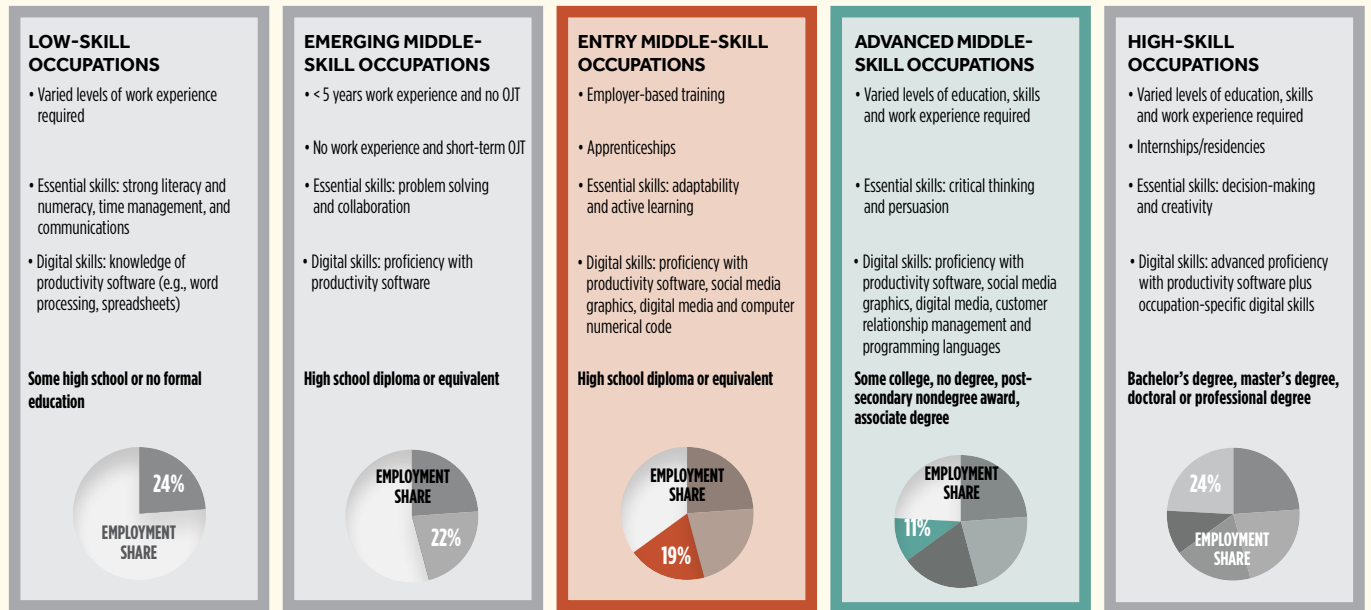 LOW-SKILL
OCCUPATIONS
• Varied levels of work experience
required
• Essential skills: strong literacy and
numeracy, time management, and
communications
• Digital skills: knowledge of
productivity software (e.g., word
processing, spreadsheets)
Some high school or no formal
education
24%
EMPLOYMENT
SHARE
EMERGING MIDDLE-
SKILL OCCUPATIONS
• < 5 years work experience and no OJT
• No work experience and short-term OJT
• Essential skills: problem solving
and collaboration
• Digital skills: proficiency with
productivity software
High school diploma or equivalent
EMPLOYMENT
SHARE
22%
ENTRY MIDDLE-SKILL
OCCUPATIONS
• Employer-based training
• Apprenticeships
• Essential skills: adaptability
and active learning
• Digital skills: proficiency with
productivity software, social media
graphics, digital media and computer
numerical code
High school diploma or equivalent
EMPLOYMENT
SHARE
19%
ADVANCED MIDDLE-
SKILL OCCUPATIONS
• Varied levels of education, skills
and work experience required
• Essential skills: critical thinking
and persuasion
• Digital skills: proficiency with
productivity software, social media
graphics, digital media, customer
relationship management and
programming languages
Some college, no degree, post-
secondary nondegree award,
associate degree
EMPLOYMENT
SHARE
11%
HIGH-SKILL
OCCUPATIONS
• Varied levels of education, skills
and work experience required
• Internships/residencies
• Essential skills: decision-making
and creativity
• Digital skills: advanced proficiency
with productivity software plus
occupation-specific digital skills
Bachelor's degree, master's degree,
doctoral or professional degree
24%
EMPLOYMENT
SHARE